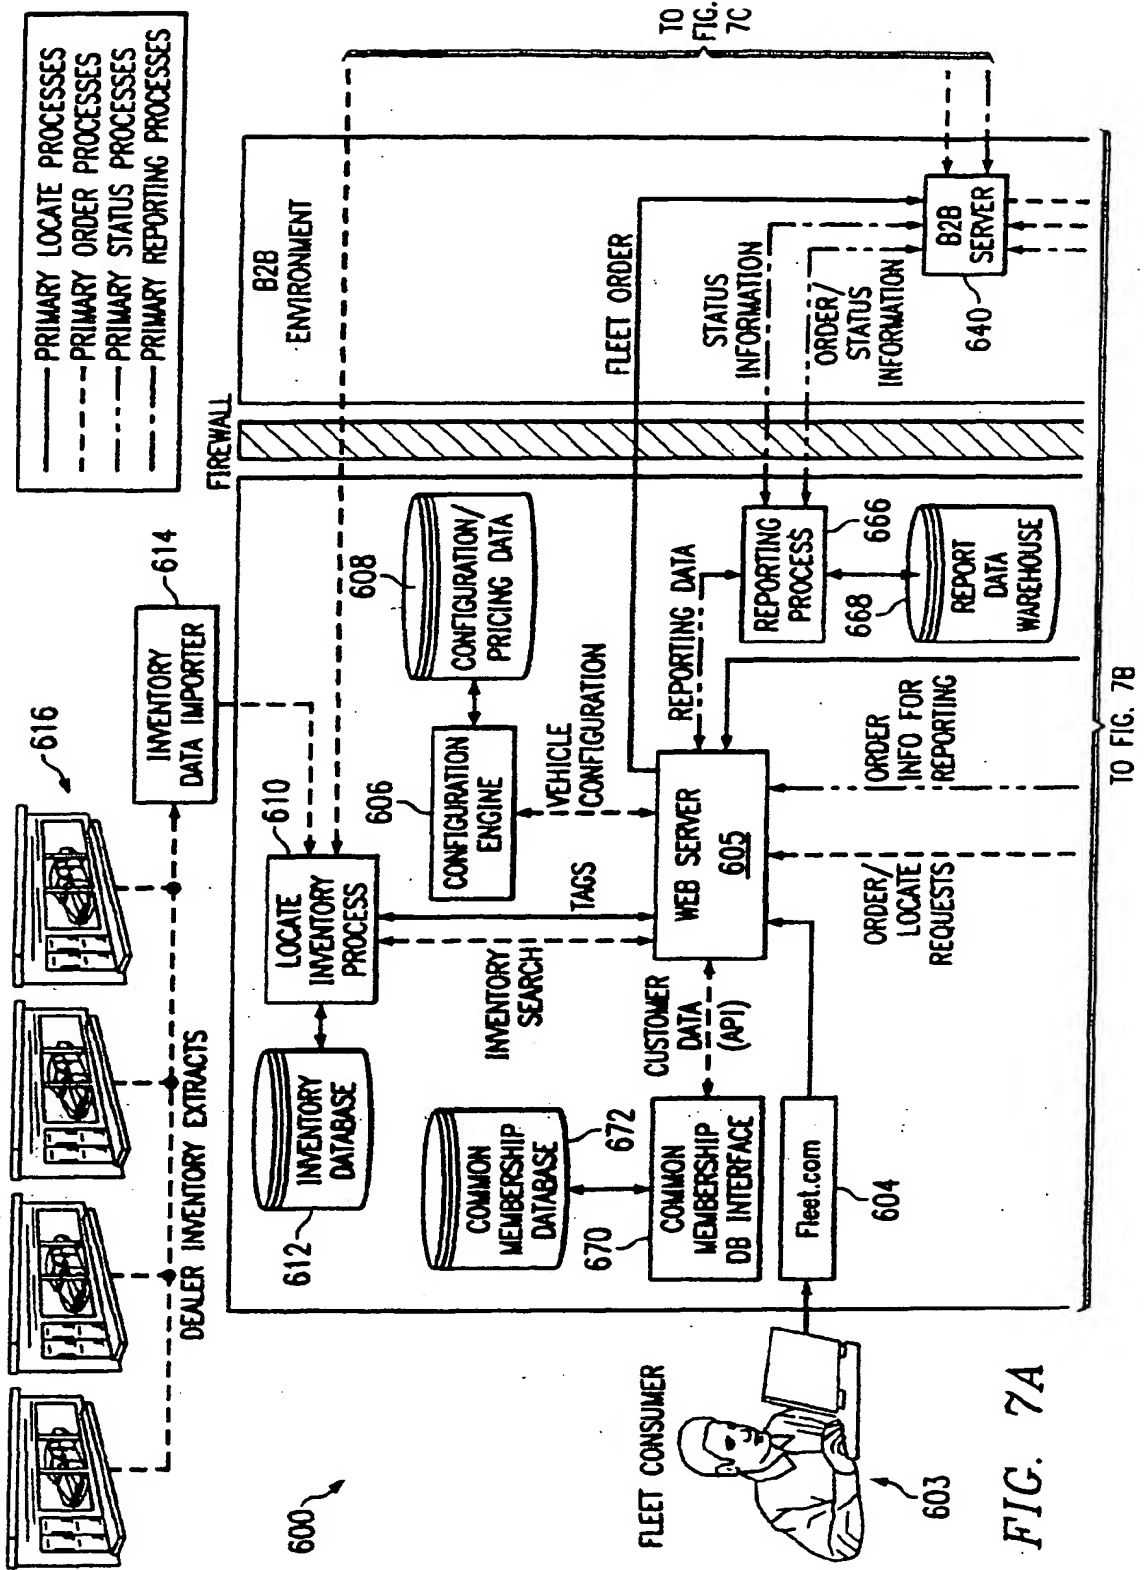 PRIMARY LOCATE PROCESSES
PRIMARY ORDER PROCESSES
PRIMARY STATUS PROCESSES
PRIMARY REPORTING PROCESSES
616
DEALER INVENTORY EXTRACTS
INVENTORY
DATA IMPORTER
614
FIREWALL
B2B
ENVIRONMENT
TO
FIG.
7C
600
612
INVENTORY
DATABASE
LOCATE
INVENTORY
PROCESS
610
INVENTORY
SEARCH
TAGS
606
CONFIGURATION
ENGINE
608
CONFIGURATION/
PRICING DATA
VEHICLE
CONFIGURATION
COMMON
MEMBERSHIP
DATABASE
672
670
COMMON
MEMBERSHIP
DB INTERFACE
CUSTOMER
DATA
(API)
WEB SERVER
605
REPORTING DATA
FLEET ORDER
STATUS
INFORMATION
ORDER/
STATUS
INFORMATION
B2B
SERVER
640
REPORTING
PROCESS
666
668
REPORT
DATA
WAREHOUSE
FLEET CONSUMER
603
Fleet.com
604
ORDER/
LOCATE
REQUESTS
ORDER
INFO FOR
REPORTING
TO FIG. 7B
FIG. 7A